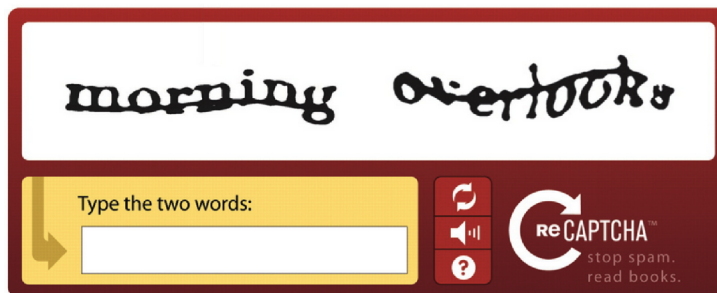 morning overlooks
Type the two words:
?
ReCAPTCHA™
stop spam.
read books.